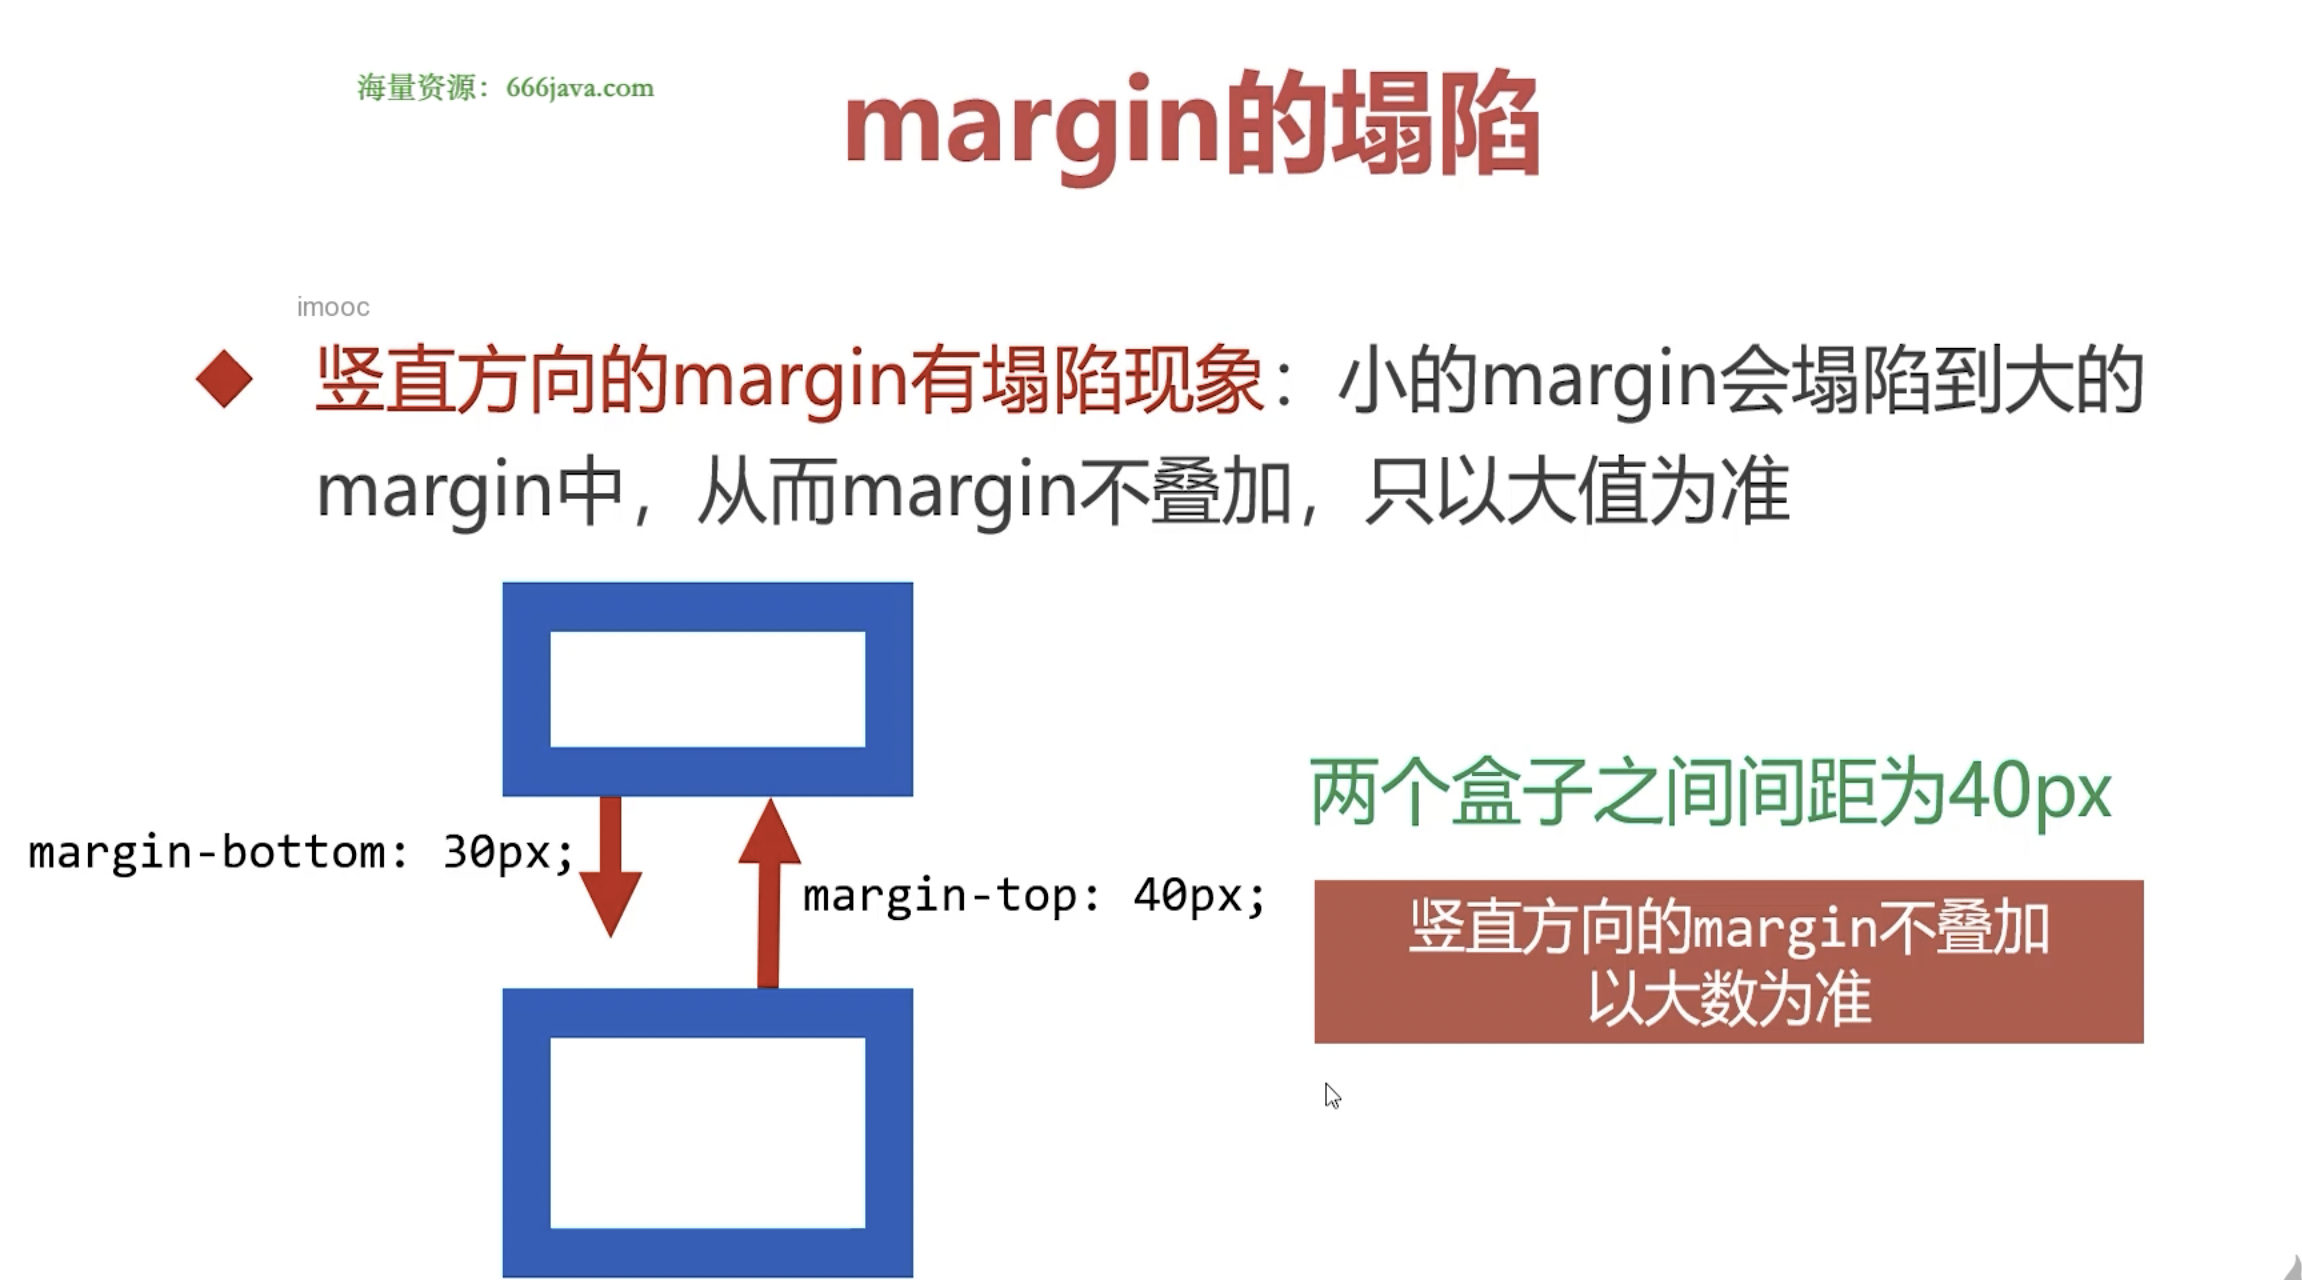 海量资源：666java.com
margin的塌陷
imooc
竖直方向的margin有塌陷现象：小的margin会塌陷到大的
margin中，从而margin不叠加，只以大值为准
margin-bottom: 30px;
margin-top: 40px;
两个盒子之间间距为40px
竖直方向的margin不叠加
以大数为准